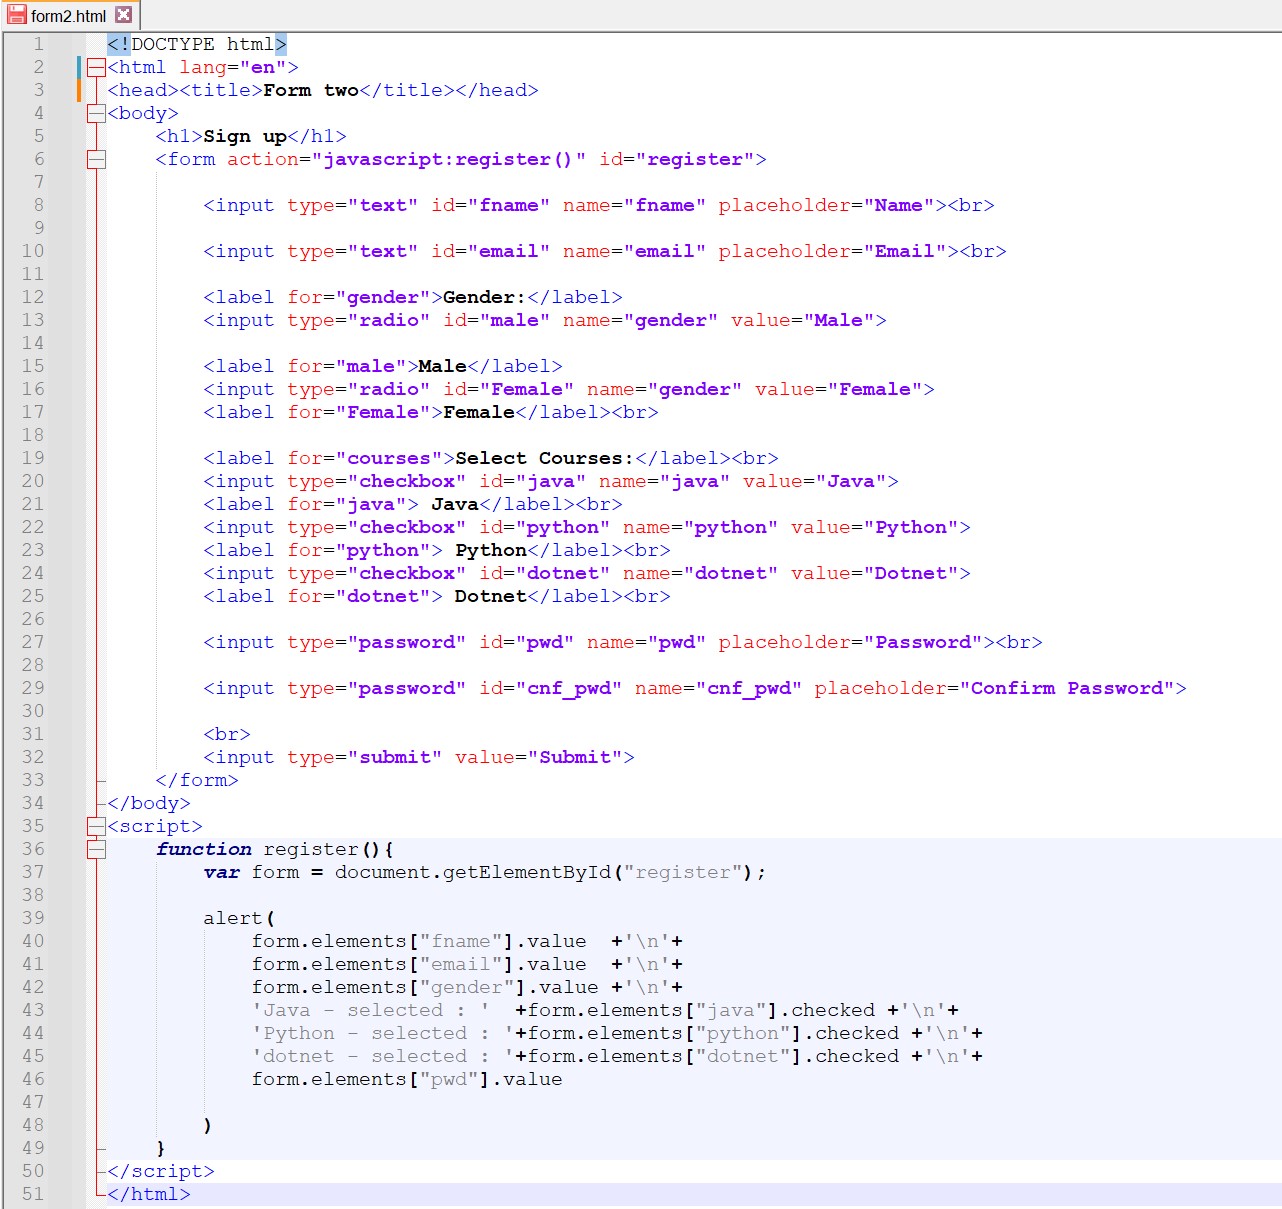 form2.html
1 <!DOCTYPE html>
2 <html lang="en">
3 <head><title>Form two</title></head>
4 <body>
5     <h1>Sign up</h1>
6     <form action="javascript:register()" id="register">
7
8         <input type="text" id="fname" name="fname" placeholder="Name"><br>
9
10         <input type="text" id="email" name="email" placeholder="Email"><br>
11
12         <label for="gender">Gender:</label>
13         <input type="radio" id="male" name="gender" value="Male">
14
15         <label for="male">Male</label>
16         <input type="radio" id="Female" name="gender" value="Female">
17         <label for="Female">Female</label><br>
18
19         <label for="courses">Select Courses:</label><br>
20         <input type="checkbox" id="java" name="java" value="Java">
21         <label for="java"> Java</label><br>
22         <input type="checkbox" id="python" name="python" value="Python">
23         <label for="python"> Python</label><br>
24         <input type="checkbox" id="dotnet" name="dotnet" value="Dotnet">
25         <label for="dotnet"> Dotnet</label><br>
26
27         <input type="password" id="pwd" name="pwd" placeholder="Password"><br>
28
29         <input type="password" id="cnf_pwd" name="cnf_pwd" placeholder="Confirm Password">
30
31         <br>
32         <input type="submit" value="Submit">
33     </form>
34 </body>
35 <script>
36     function register(){
37         var form = document.getElementById("register");
38
39         alert(
40             form.elements["fname"].value  +'\n'+
41             form.elements["email"].value  +'\n'+
42             form.elements["gender"].value +'\n'+
43             'Java - selected : '  +form.elements["java"].checked +'\n'+
44             'Python - selected : '+form.elements["python"].checked +'\n'+
45             'dotnet - selected : '+form.elements["dotnet"].checked +'\n'+
46             form.elements["pwd"].value
47
48         )
49     }
50 </script>
51 </html>